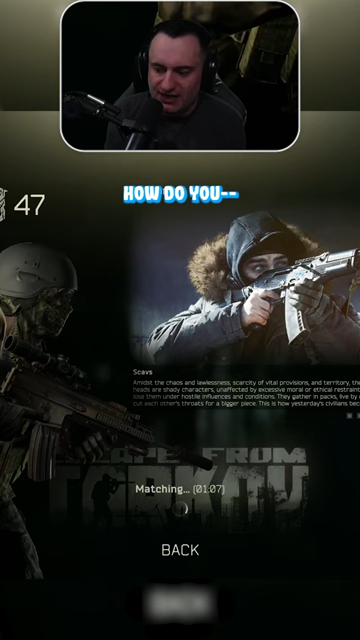 47
HOW DO YOU--
Scavs
Amidst the chaos and lawlessness, scarcity of vital provisions, and territory, the
heads are shady characters, unaffected by excessive moral or ethical restraint
lose them under hostile influences and conditions. They gather in packs, live by
cut each other's throats for a bigger piece. This is how yesterday's civilians bec
ESCAPE FROM
TARKOV
Matching... (01:07)
BACK